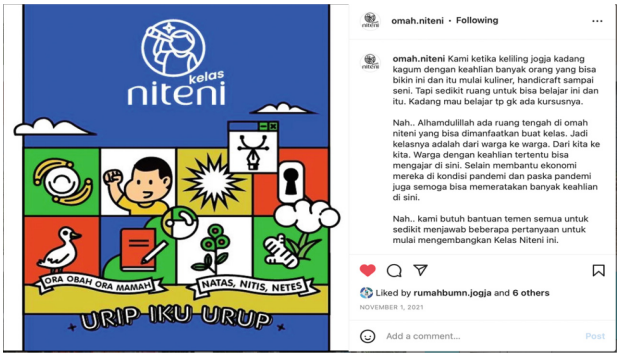 kelas
niteni
ORA OBAH ORA MAMAH
NATAS, NITIS, NETES
URIP IKU URUP
omah.niteni • Following
omah.niteni Kami ketika keliling jogja kadang
kagum dengan keahlian banyak orang yang bisa
bikin ini dan itu mulai kuliner, handicraft sampai
seni. Tapi sedikit ruang untuk bisa belajar ini dan
itu. Kadang mau belajar tp gk ada kursusnya.
Nah.. Alhamdulillah ada ruang tengah di omah
niteni yang bisa dimanfaatkan buat kelas. Jadi
kelasnya adalah dari warga ke warga. Dari kita ke
kita. Warga dengan keahlian tertentu bisa
mengajar di sini. Selain membantu ekonomi
mereka di kondisi pandemi dan paska pandemi
juga semoga bisa memeratakan banyak keahlian
di sini.
Nah.. kami butuh bantuan temen semua untuk
sedikit menjawab beberapa pertanyaan untuk
mulai mengembangkan Kelas Niteni ini.
Liked by rumahbumn.jogja and 6 others
NOVEMBER 1, 2021
Add a comment...
Post